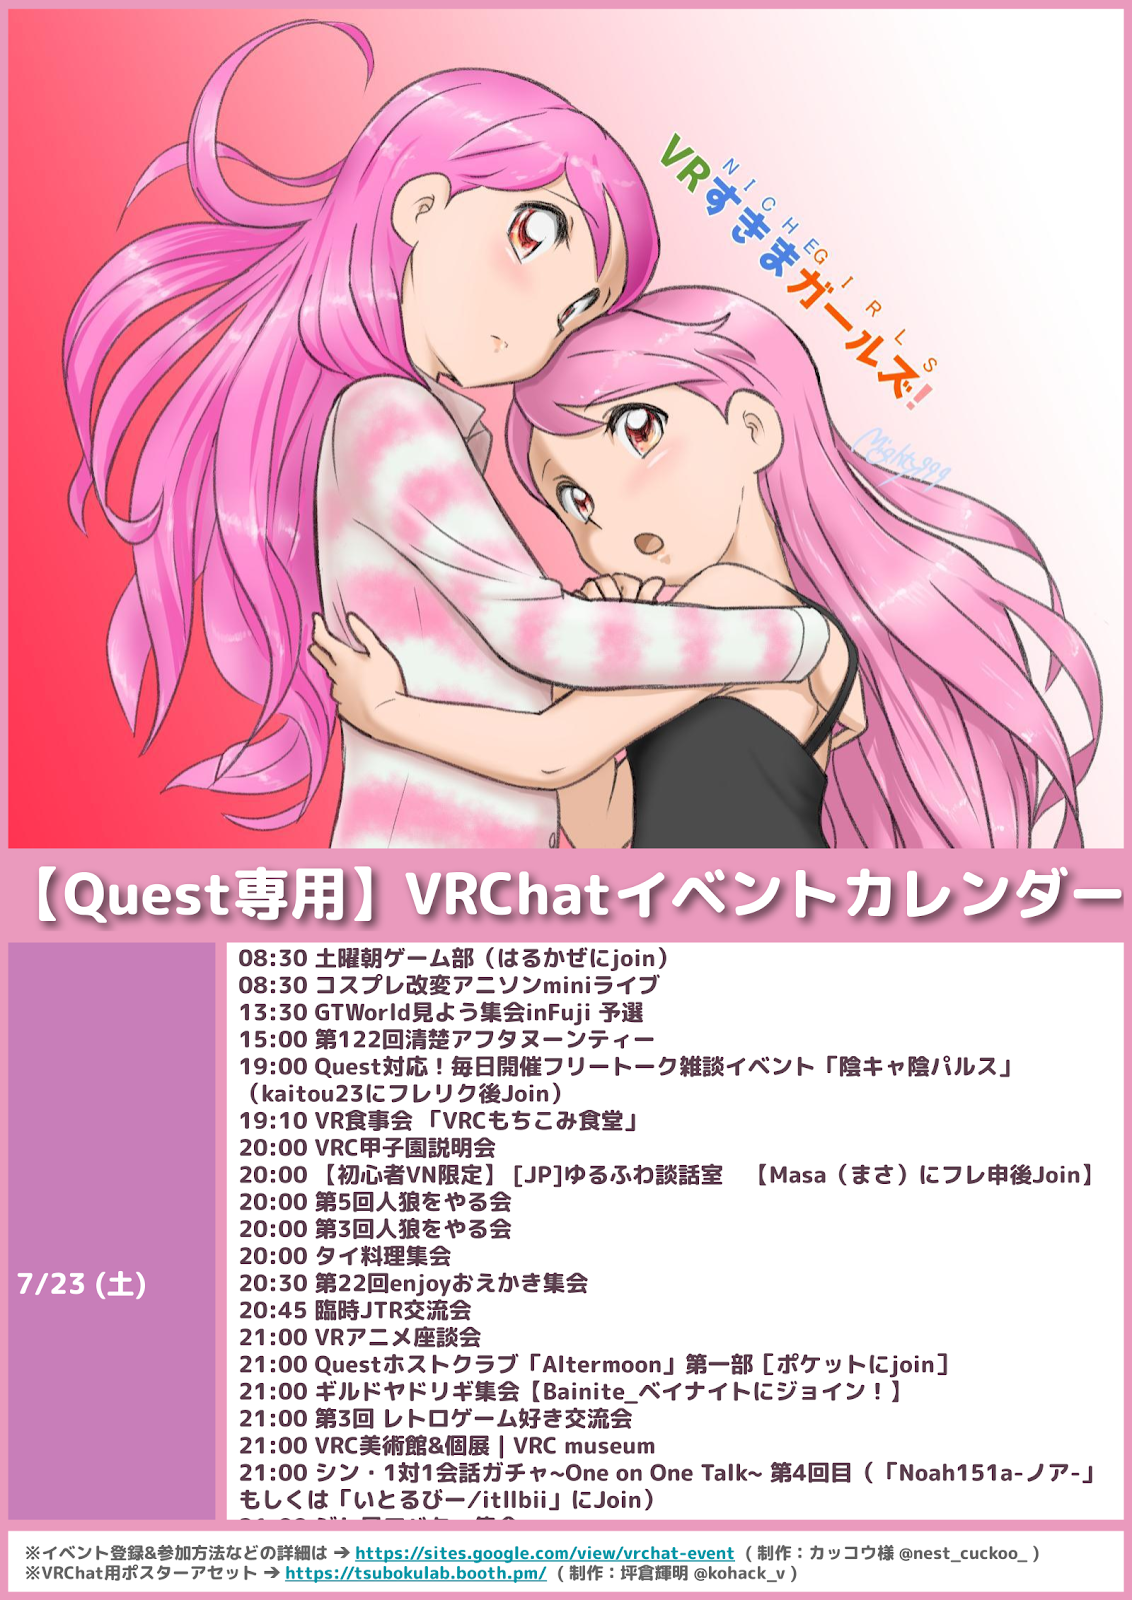 VRすきまガールズ!
NICHE GIRLS
Mighty999
【Quest専用】VRChatイベントカレンダー
7/23 (土)
08:30 土曜朝ゲーム部（はるかぜにjoin）
08:30 コスプレ改変アニソンminiライブ
13:30 GTWorld見よう集会inFuji 予選
15:00 第122回清楚アフタヌーンティー
19:00 Quest対応！毎日開催フリートーク雑談イベント「陰キャ陰パルス」
（kaitou23にフレリク後Join）
19:10 VR食事会 「VRCもちこみ食堂」
20:00 VRC甲子園説明会
20:00 【初心者VN限定】 [JP]ゆるふわ談話室　【Masa（まさ）にフレ申後Join】
20:00 第5回人狼をやる会
20:00 第3回人狼をやる会
20:00 タイ料理集会
20:30 第22回enjoyおえかき集会
20:45 臨時JTR交流会
21:00 VRアニメ座談会
21:00 Questホストクラブ「Altermoon」第一部［ポケットにjoin］
21:00 ギルドヤドリギ集会【Bainite_ベイナイトにジョイン！】
21:00 第3回 レトロゲーム好き交流会
21:00 VRC美術館&個展 | VRC museum
21:00 シン・1対1会話ガチャ~One on One Talk~ 第4回目（「Noah151a-ノア-」
もしくは「いとるびー/itllbii」にJoin）
※イベント登録&参加方法などの詳細は → https://sites.google.com/view/vrchat-event ( 制作：カッコウ様 @nest_cuckoo_ )
※VRChat用ポスターアセット → https://tsubokulab.booth.pm/ ( 制作：坪倉輝明 @kohack_v )